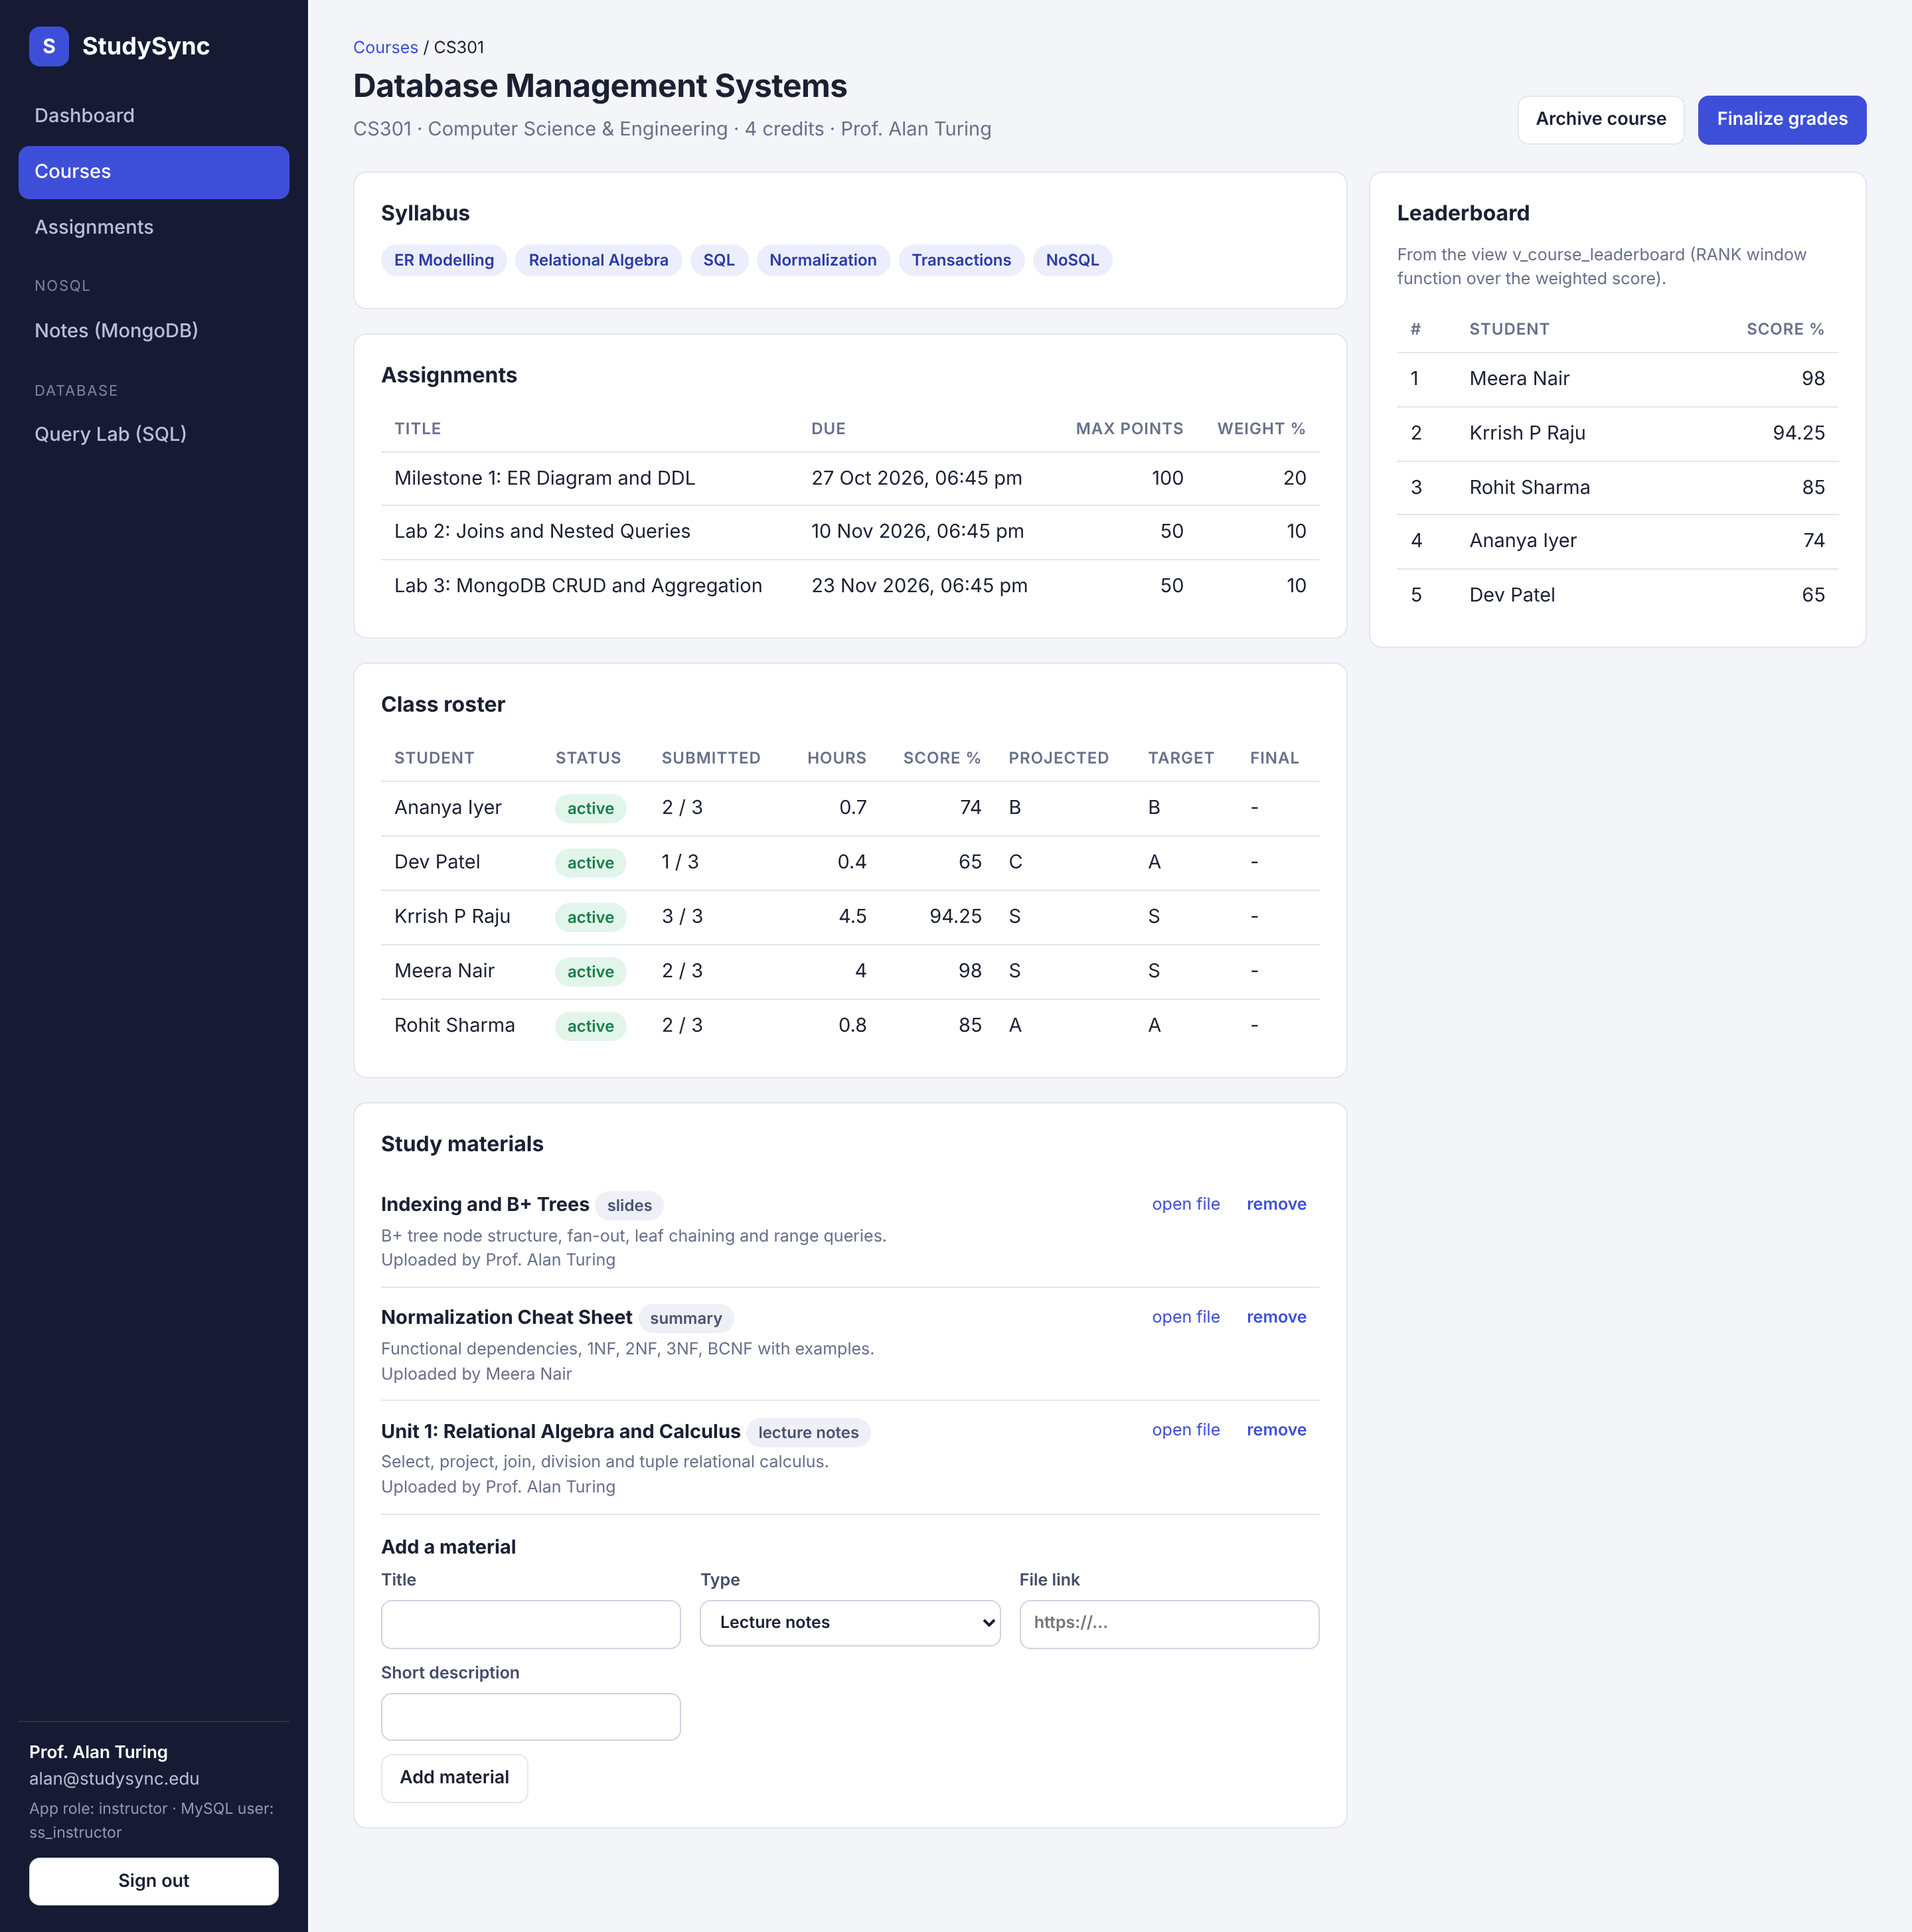 S StudySync
Dashboard
Courses
Assignments
NOSQL
Notes (MongoDB)
DATABASE
Query Lab (SQL)
Prof. Alan Turing
alan@studysync.edu
App role: instructor · MySQL user:
ss_instructor
Sign out
Courses / CS301
Database Management Systems
CS301 · Computer Science & Engineering · 4 credits · Prof. Alan Turing
Archive course Finalize grades
Syllabus
ER Modelling Relational Algebra SQL Normalization Transactions NoSQL
Assignments
TITLE DUE MAX POINTS WEIGHT %
Milestone 1: ER Diagram and DDL 27 Oct 2026, 06:45 pm 100 20
Lab 2: Joins and Nested Queries 10 Nov 2026, 06:45 pm 50 10
Lab 3: MongoDB CRUD and Aggregation 23 Nov 2026, 06:45 pm 50 10
Class roster
STUDENT STATUS SUBMITTED HOURS SCORE % PROJECTED TARGET FINAL
Ananya Iyer active 2 / 3 0.7 74 B B -
Dev Patel active 1 / 3 0.4 65 C A -
Krrish P Raju active 3 / 3 4.5 94.25 S S -
Meera Nair active 2 / 3 4 98 S S -
Rohit Sharma active 2 / 3 0.8 85 A A -
Study materials
Indexing and B+ Trees slides open file remove
B+ tree node structure, fan-out, leaf chaining and range queries.
Uploaded by Prof. Alan Turing
Normalization Cheat Sheet summary open file remove
Functional dependencies, 1NF, 2NF, 3NF, BCNF with examples.
Uploaded by Meera Nair
Unit 1: Relational Algebra and Calculus lecture notes open file remove
Select, project, join, division and tuple relational calculus.
Uploaded by Prof. Alan Turing
Add a material
Title Type File link
Lecture notes https://...
Short description
Add material
Leaderboard
From the view v_course_leaderboard (RANK window
function over the weighted score).
# STUDENT SCORE %
1 Meera Nair 98
2 Krrish P Raju 94.25
3 Rohit Sharma 85
4 Ananya Iyer 74
5 Dev Patel 65